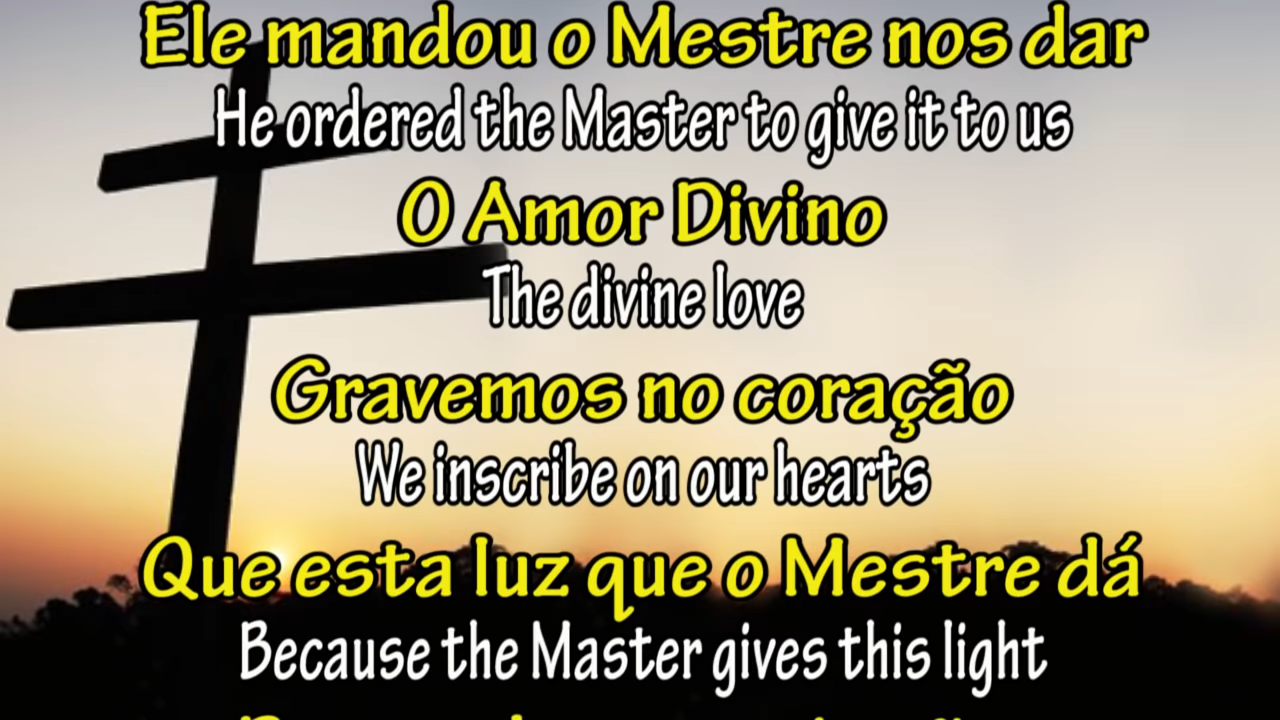 Ele mandou o Mestre nos dar
He ordered the Master to give it to us
O Amor Divino
The divine love
Gravemos no coração
We inscribe on our hearts
Que esta luz que o Mestre dá
Because the Master gives this light